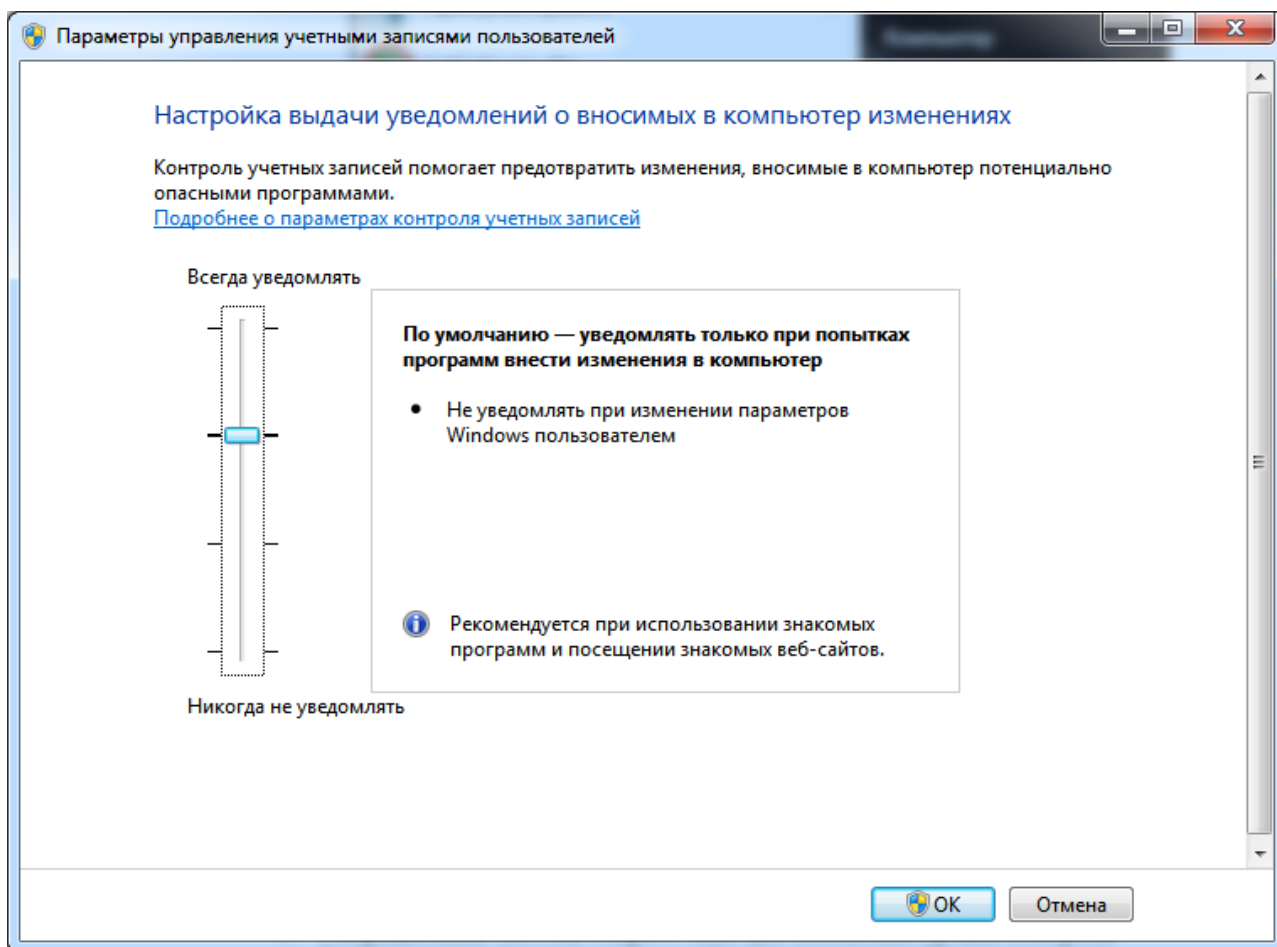 Параметры управления учетными записями пользователей
Компьютер
Настройка выдачи уведомлений о вносимых в компьютер изменениях
Контроль учетных записей помогает предотвратить изменения, вносимые в компьютер потенциально
опасными программами.
Подробнее о параметрах контроля учетных записей
Всегда уведомлять
По умолчанию — уведомлять только при попытках
программ внести изменения в компьютер
Не уведомлять при изменении параметров
Windows пользователем
Рекомендуется при использовании знакомых
программ и посещении знакомых веб-сайтов.
Никогда не уведомлять
ОК
Отмена